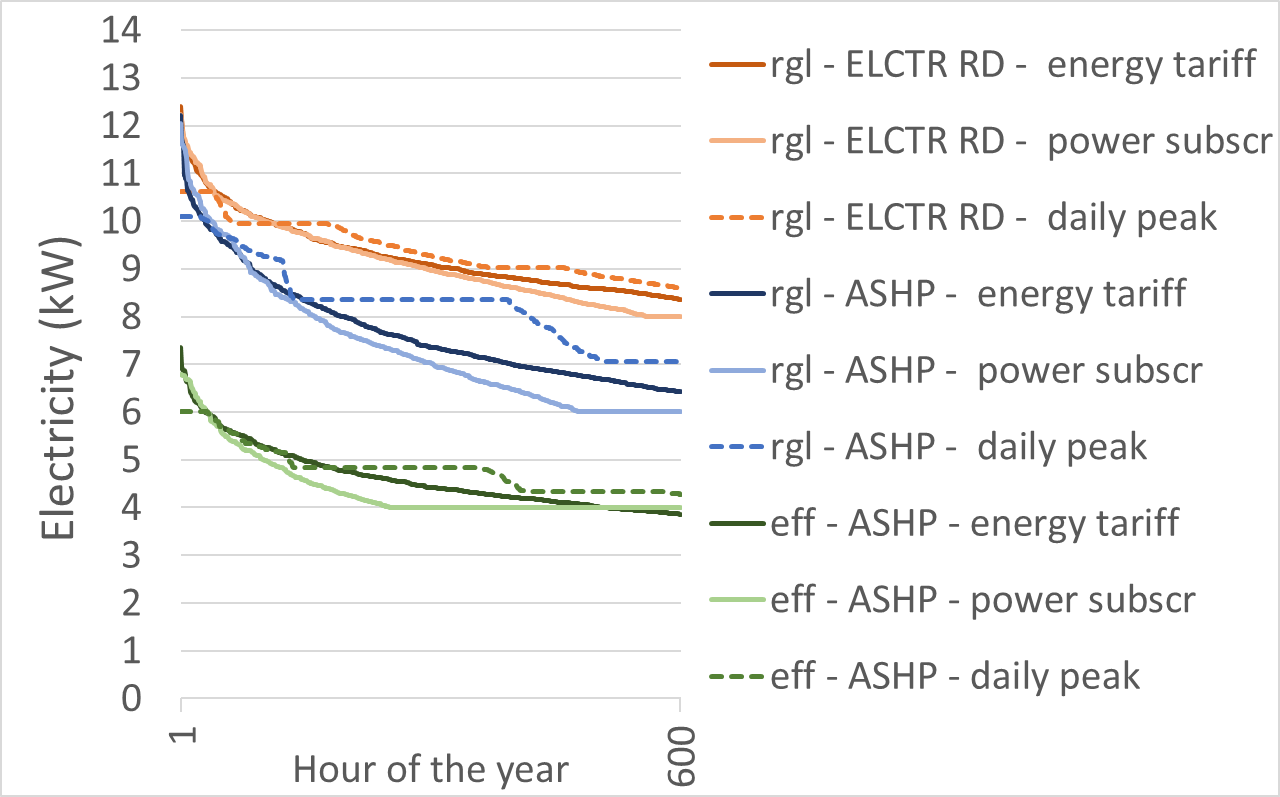 14
13
12
11
10
9
8
7
6
5
4
3
2
1
0
Electricity (kW)
1
600
Hour of the year
rgl - ELCTR RD -  energy tariff
rgl - ELCTR RD -  power subscr
rgl - ELCTR RD -  daily peak
rgl - ASHP -  energy tariff
rgl - ASHP -  power subscr
rgl - ASHP -  daily peak
eff - ASHP - energy tariff
eff - ASHP - power subscr
eff - ASHP - daily peak